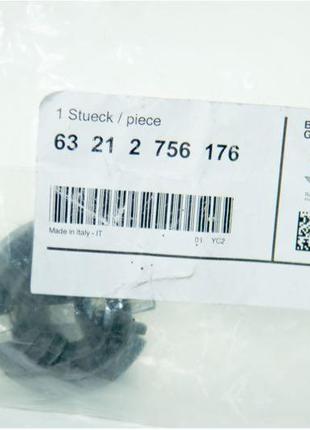 1 Stueck / piece
63 21 2 756 176
Made in Italy - IT
01 YC2